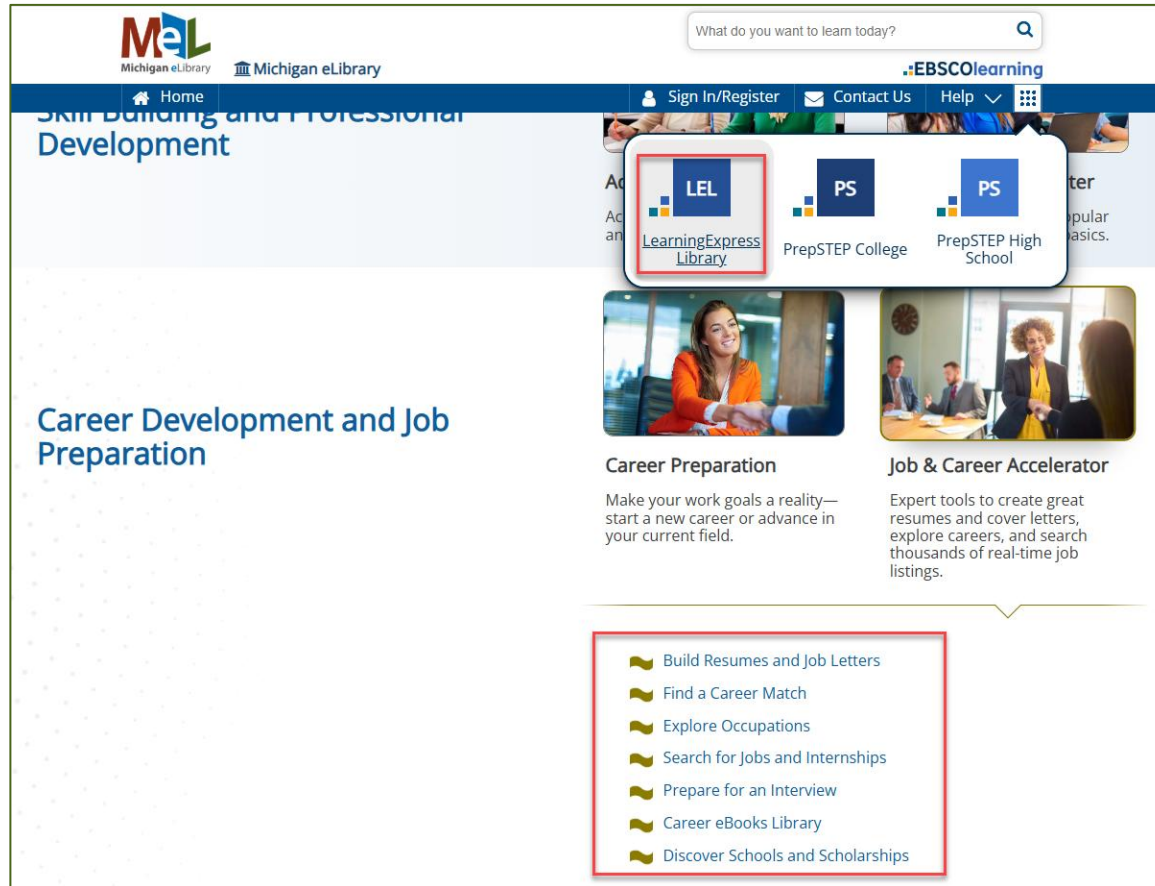 MeL
Michigan eLibrary
Michigan eLibrary
What do you want to learn today?
EBSCOlearning
Home
Sign In/Register
Contact Us
Help
Skill Building and Professional
Development
LEL
LearningExpress
Library
PS
PrepSTEP College
PS
PrepSTEP High
School
Career Development and Job
Preparation
Career Preparation
Make your work goals a reality—
start a new career or advance in
your current field.
Job & Career Accelerator
Expert tools to create great
resumes and cover letters,
explore careers, and search
thousands of real-time job
listings.
Build Resumes and Job Letters
Find a Career Match
Explore Occupations
Search for Jobs and Internships
Prepare for an Interview
Career eBooks Library
Discover Schools and Scholarships